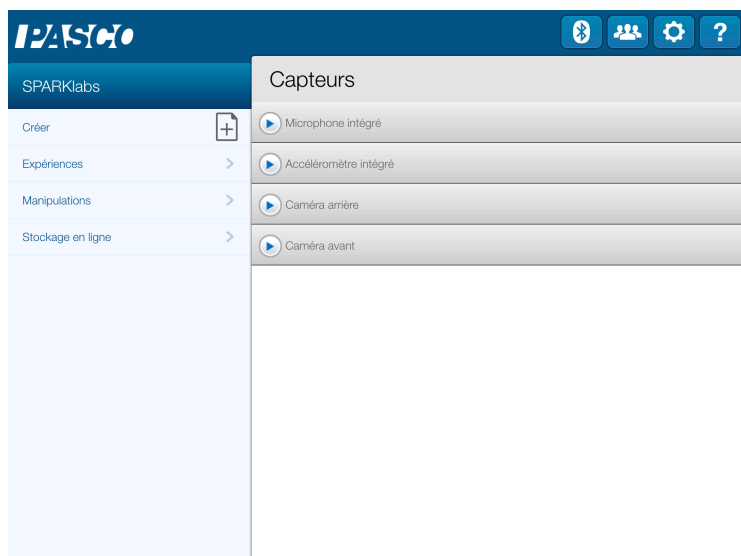 PASCO
SPARKlabs
Créer
Expériences
Manipulations
Stockage en ligne
?
Capteurs
Microphone intégré
Accéléromètre intégré
Caméra arrière
Caméra avant